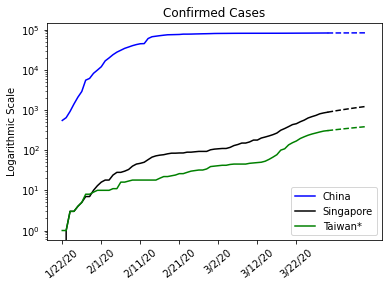 Confirmed Cases
Logarithmic Scale
10⁵
10⁴
10³
10²
10¹
10⁰
1/22/20
2/1/20
2/11/20
2/21/20
3/2/20
3/12/20
3/22/20
China
Singapore
Taiwan*